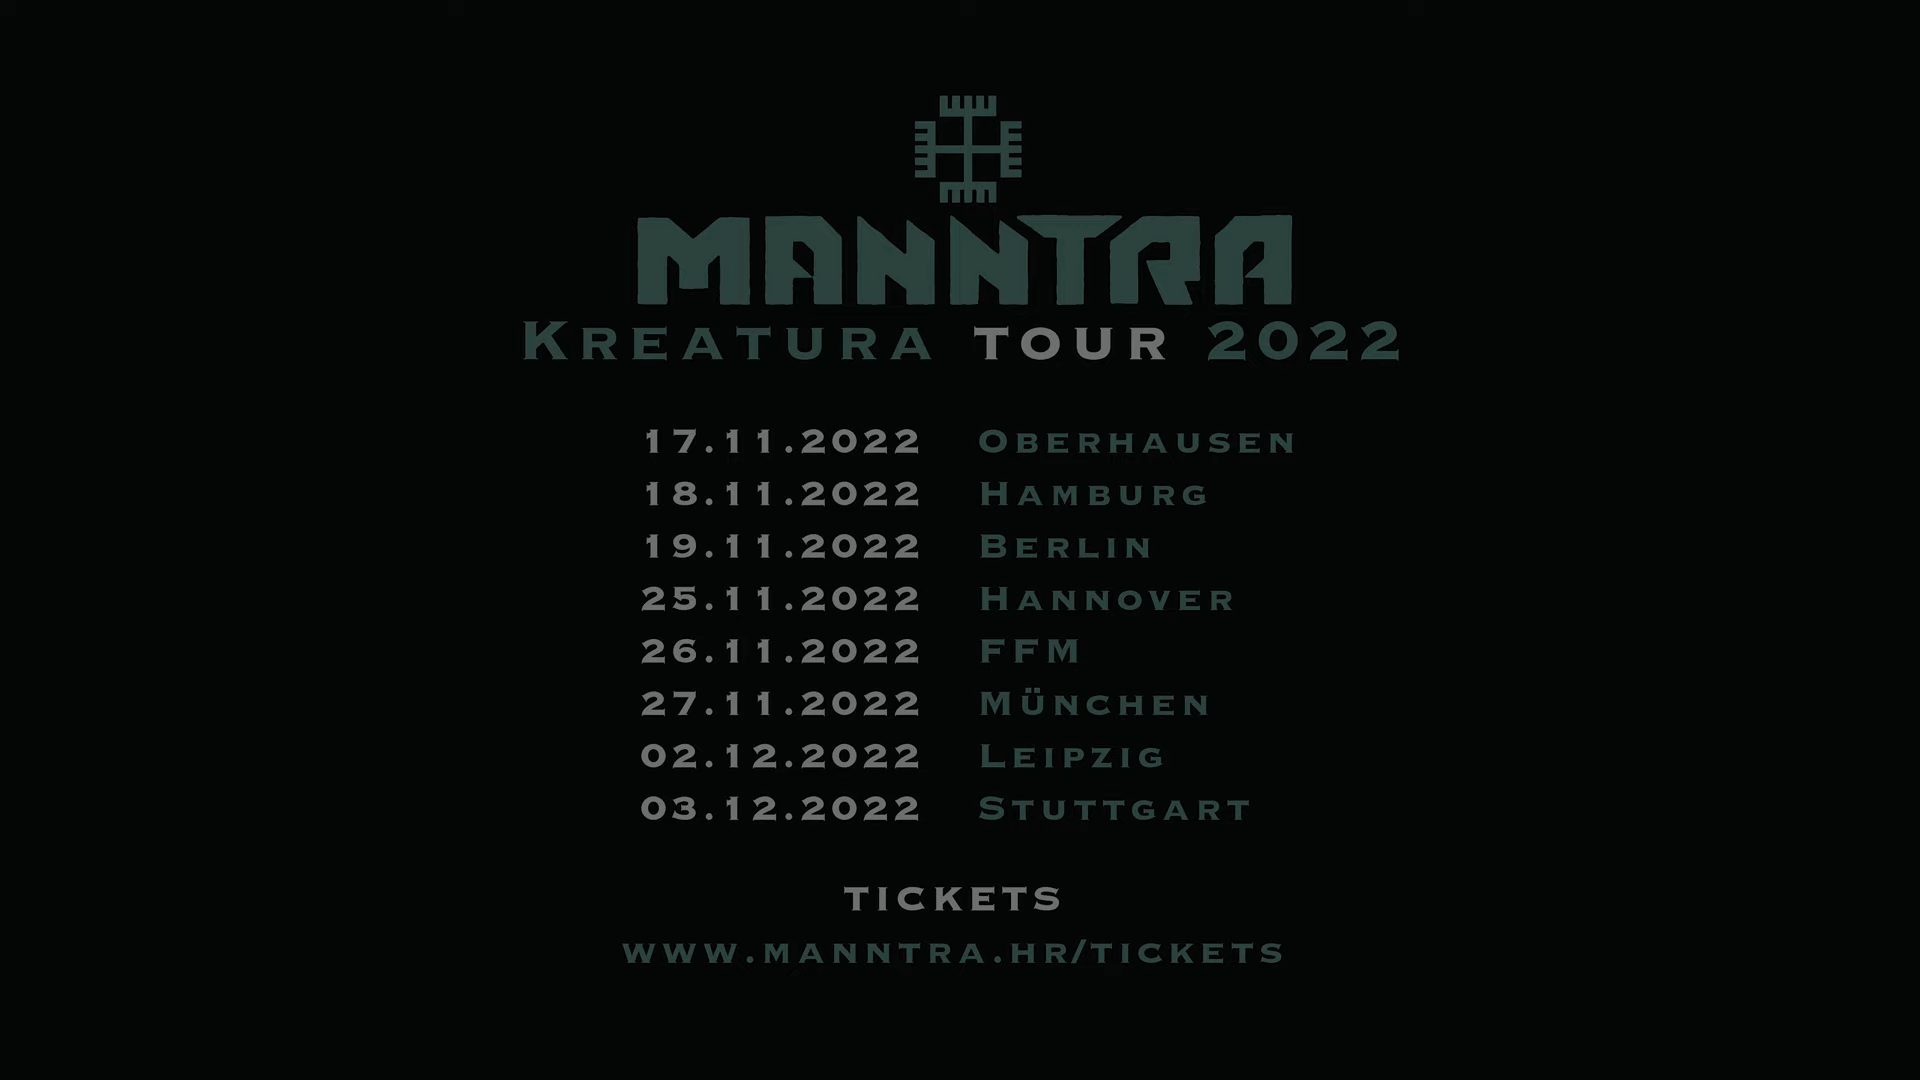 MANNTRA
KREATURA TOUR 2022
17.11.2022 OBERHAUSEN
18.11.2022 HAMBURG
19.11.2022 BERLIN
25.11.2022 HANNOVER
26.11.2022 FFM
27.11.2022 MÜNCHEN
02.12.2022 LEIPZIG
03.12.2022 STUTTGART
TICKETS
WWW.MANNTRA.HR/TICKETS